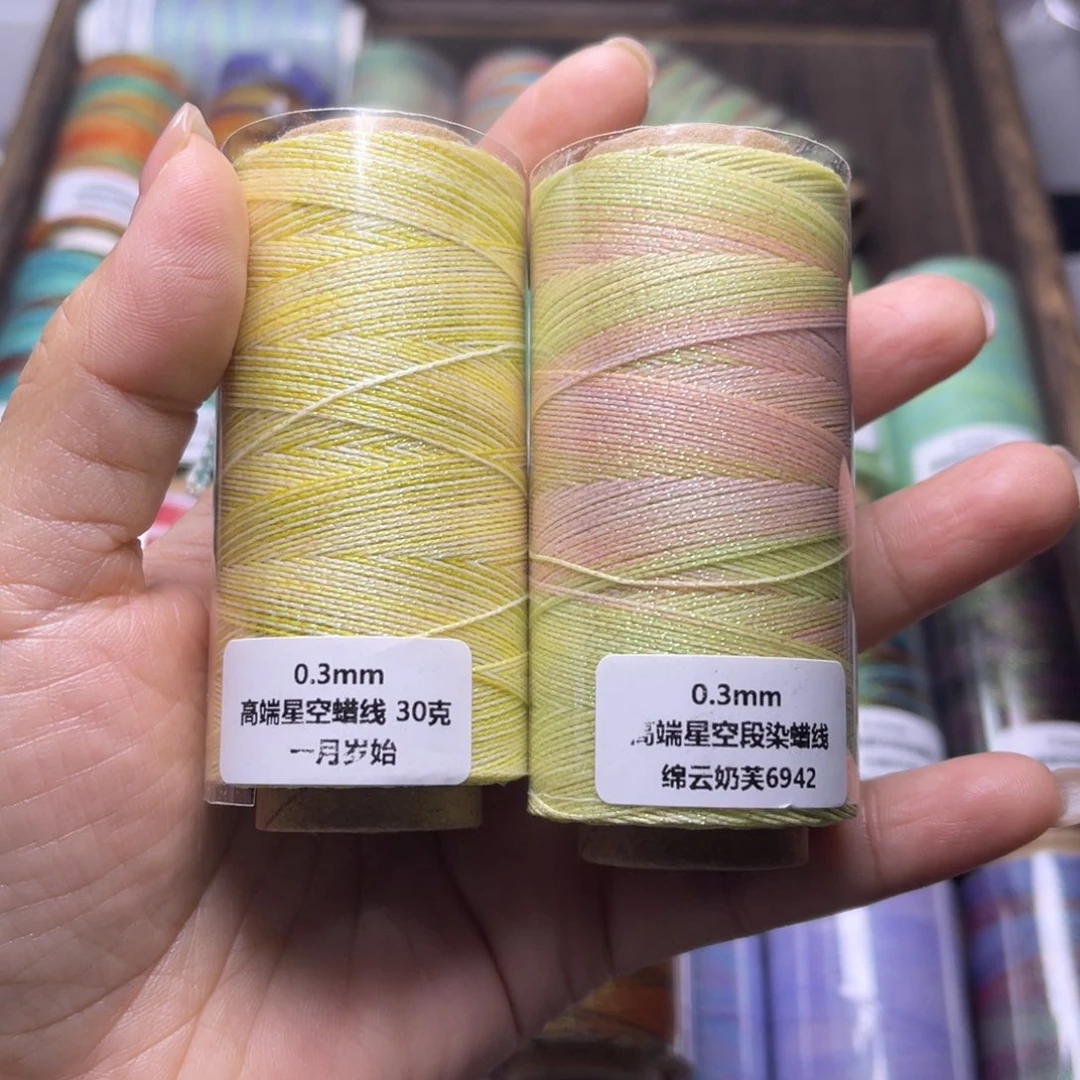 0.3mm
高端星空蜡线 30克
一月岁始
0.3mm
高端星空段染蜡线
绵云奶芙6942